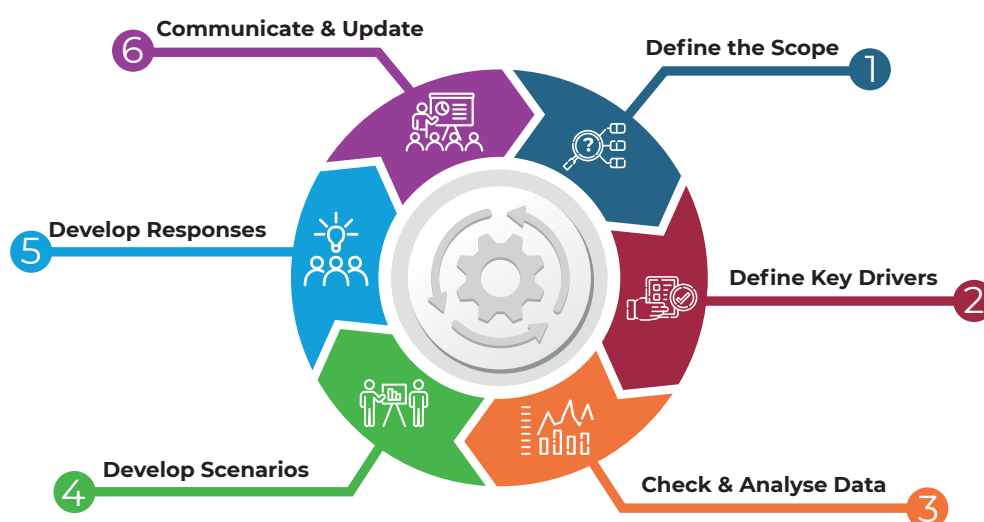 1
Define the Scope
2
Define Key Drivers
3
Check & Analyse Data
4
Develop Scenarios
5
Develop Responses
6
Communicate & Update
?